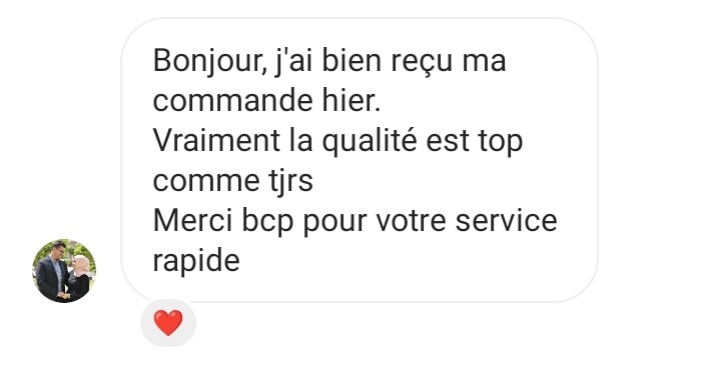 Bonjour, j'ai bien reçu ma
commande hier.
Vraiment la qualité est top
comme tjrs
Merci bcp pour votre service
rapide